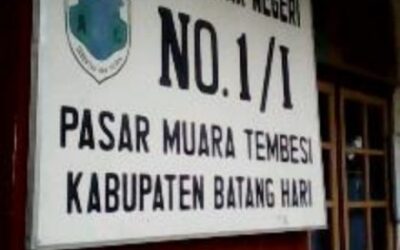 NEGERI
NO.1/I
PASAR MUARA TEMBESI
KABUPATEN BATANG HARI